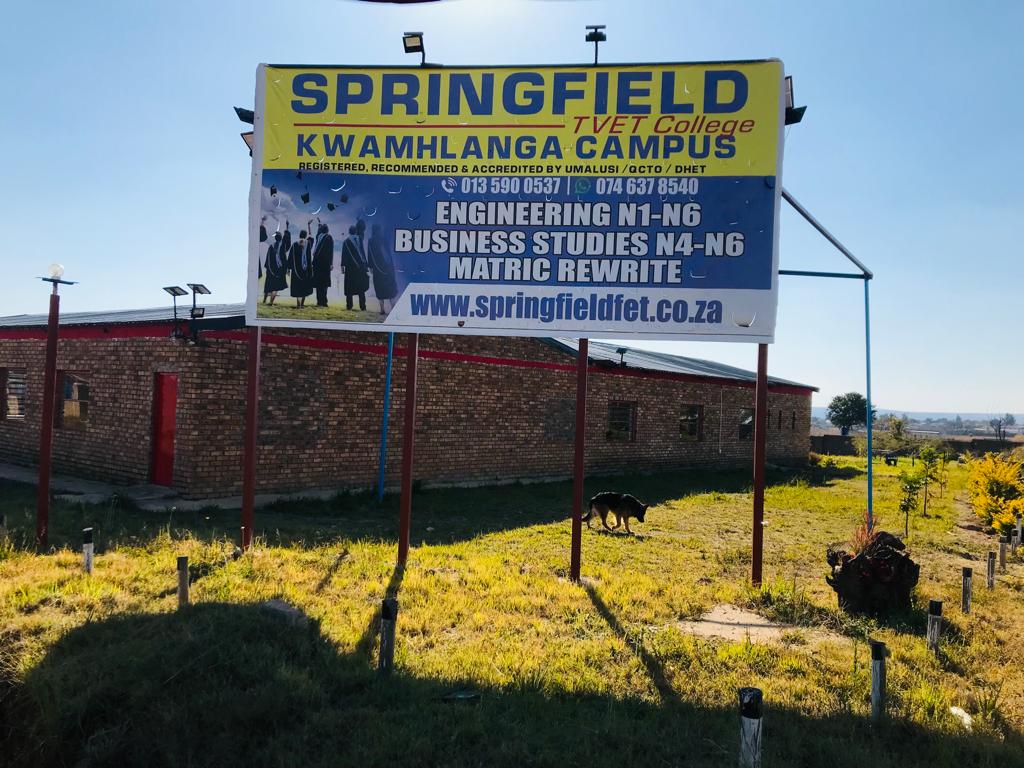 SPRINGFIELD
TVET College
KWAMHLANGA CAMPUS
REGISTERED, RECOMMENDED & ACCREDITED BY UMALUSI / QCTO / DHET
013 590 0537 | 074 637 8540
ENGINEERING N1-N6
BUSINESS STUDIES N4-N6
MATRIC REWRITE
www.springfieldfet.co.za